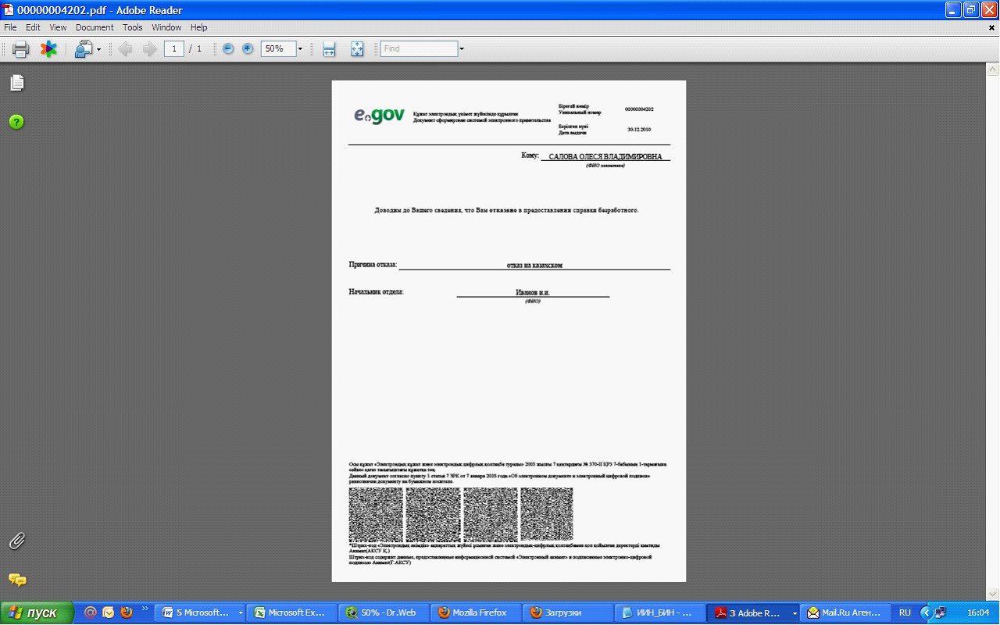 00000004202.pdf - Adobe Reader
File Edit View Document Tools Window Help
1 / 1 50% Find
e.gov
Құжат электрондық үкімет жүйесінде құрылған
Документ сформирован системой электронного правительства
Бірегей нөмір
Уникальный номер
00000004202
Берілген күні
Дата выдачи
30.12.2010
Кому: САЛОВА ОЛЕСЯ ВЛАДИМИРОВНА
(ФИО заявителя)
Доводим до Вашего сведения, что Вам отказано в предоставлении справки безработного.
Причина отказа: отказ на казахском
Начальник отдела: Иванов и.и.
(ФИО)
Осы құжат «Электрондық құжат және электрондық цифрлық қолтаңба туралы» 2003 жылғы 7 қаңтардағы № 370-II ҚРЗ 7-бабының 1-тармағына
сәйкес қағаз тасығыштағы құжатқа тең.
Данный документ согласно пункту 1 статьи 7 ЗРК от 7 января 2003 года «Об электронном документе и электронный цифровой подписи»
равнозначен документу на бумажном носителе.
*Штрих-код «Электрондық әкімдік» ақпараттық жүйесі ұсынған және электрондық-цифрлық қолтаңбамен қол қойылған деректерді қамтиды
Акимат(АКСУ Қ.)
Штрих-код содержит данные, предоставленные информационной системой «Электронный акимат» и подписанные электронно-цифровой
подписью Акимат(Г.АКСУ)
пуск 5 Microsoft... Microsoft Ex... 50% - Dr.Web Mozilla Firefox Загрузки ИИН_БИН - ... 3 Adobe R... Mail.Ru Аген... RU 16:04